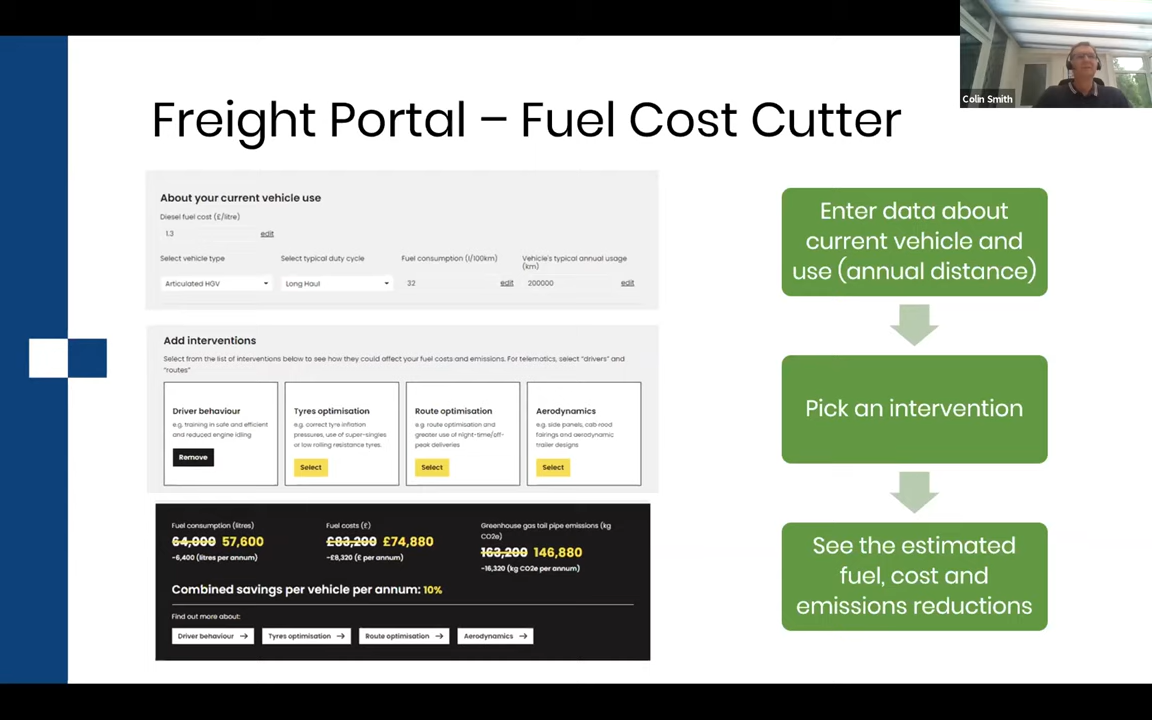 Colin Smith
Freight Portal – Fuel Cost Cutter
About your current vehicle use
Diesel fuel cost (£/litre)
1.3
edit
Select vehicle type
Select typical duty cycle
Fuel consumption (l/100km)
Vehicle's typical annual usage
(km)
Articulated HGV
Long Haul
32
edit
200000
edit
Add interventions
Select from the list of interventions below to see how they could affect your fuel costs and emissions. For telematics, select "drivers" and
"routes"
Driver behaviour
e.g. training in safe and efficient
and reduced engine idling
Remove
Tyres optimisation
e.g. correct tyre inflation
pressures, use of super-singles
or low rolling resistance tyres.
Select
Route optimisation
e.g. route optimisation and
greater use of night-time/off-
peak deliveries.
Select
Aerodynamics
e.g. side panels, cab roof
fairings and aerodynamic
trailer designs
Select
Fuel consumption (litres)
64,000 57,600
-6,400 (litres per annum)
Fuel costs (£)
£83,200 £74,880
-£8,320 (£ per annum)
Greenhouse gas tail pipe emissions (kg
CO2e)
163,200 146,880
-16,320 (kg CO2e per annum)
Combined savings per vehicle per annum: 10%
Find out more about:
Driver behaviour →
Tyres optimisation →
Route optimisation →
Aerodynamics →
Enter data about
current vehicle and
use (annual distance)
Pick an intervention
See the estimated
fuel, cost and
emissions reductions